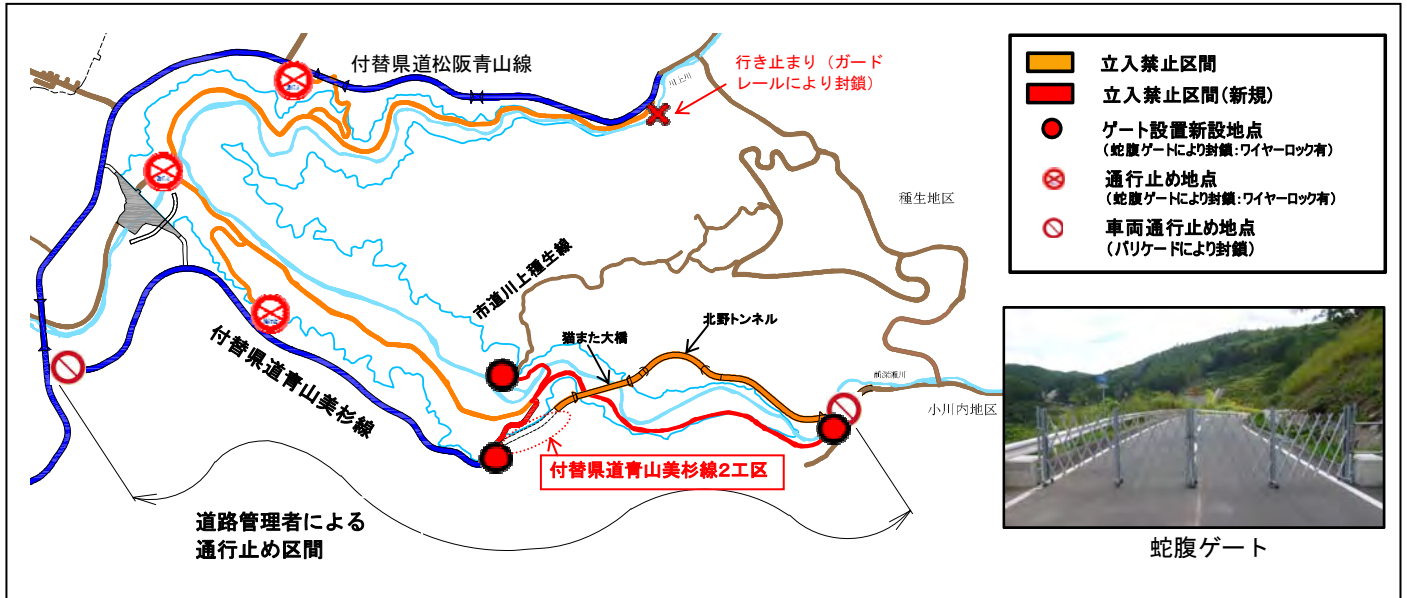 付替県道松阪青山線
行き止まり（ガード
レールにより封鎖）
川上川
種生地区
市道川上種生線
北野トンネル
猫また大橋
前深瀬川
小川内地区
付替県道青山美杉線
付替県道青山美杉線2工区
道路管理者による
通行止め区間
立入禁止区間
立入禁止区間(新規)
ゲート設置新設地点
(蛇腹ゲートにより封鎖：ワイヤーロック有)
通行止め地点
(蛇腹ゲートにより封鎖：ワイヤーロック有)
車両通行止め地点
(バリケードにより封鎖)
蛇腹ゲート